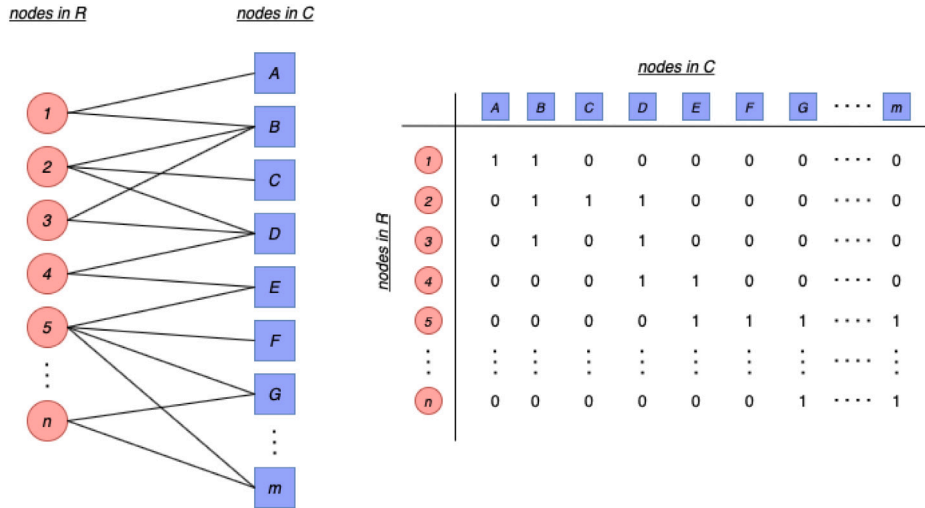 nodes in R
nodes in C
A
1
B
2
C
3
D
4
E
5
F
G
n
m
nodes in C
A B C D E F G m
nodes in R
1 1 1 0 0 0 0 0 0
2 0 1 1 1 0 0 0 0
3 0 1 0 1 0 0 0 0
4 0 0 0 1 1 0 0 0
5 0 0 0 0 1 1 1 1
n 0 0 0 0 0 0 1 1